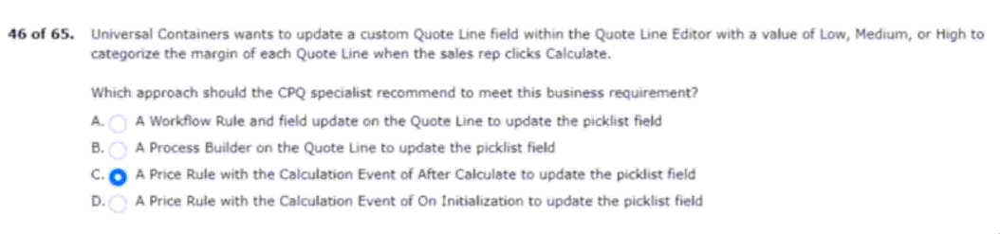 46 of 65. Universal Containers wants to update a custom Quote Line field within the Quote Line Editor with a value of Low, Medium, or High to
categorize the margin of each Quote Line when the sales rep clicks Calculate.
Which approach should the CPQ specialist recommend to meet this business requirement?
A. A Workflow Rule and field update on the Quote Line to update the picklist field
B. A Process Builder on the Quote Line to update the picklist field
C. A Price Rule with the Calculation Event of After Calculate to update the picklist field
D. A Price Rule with the Calculation Event of On Initialization to update the picklist field